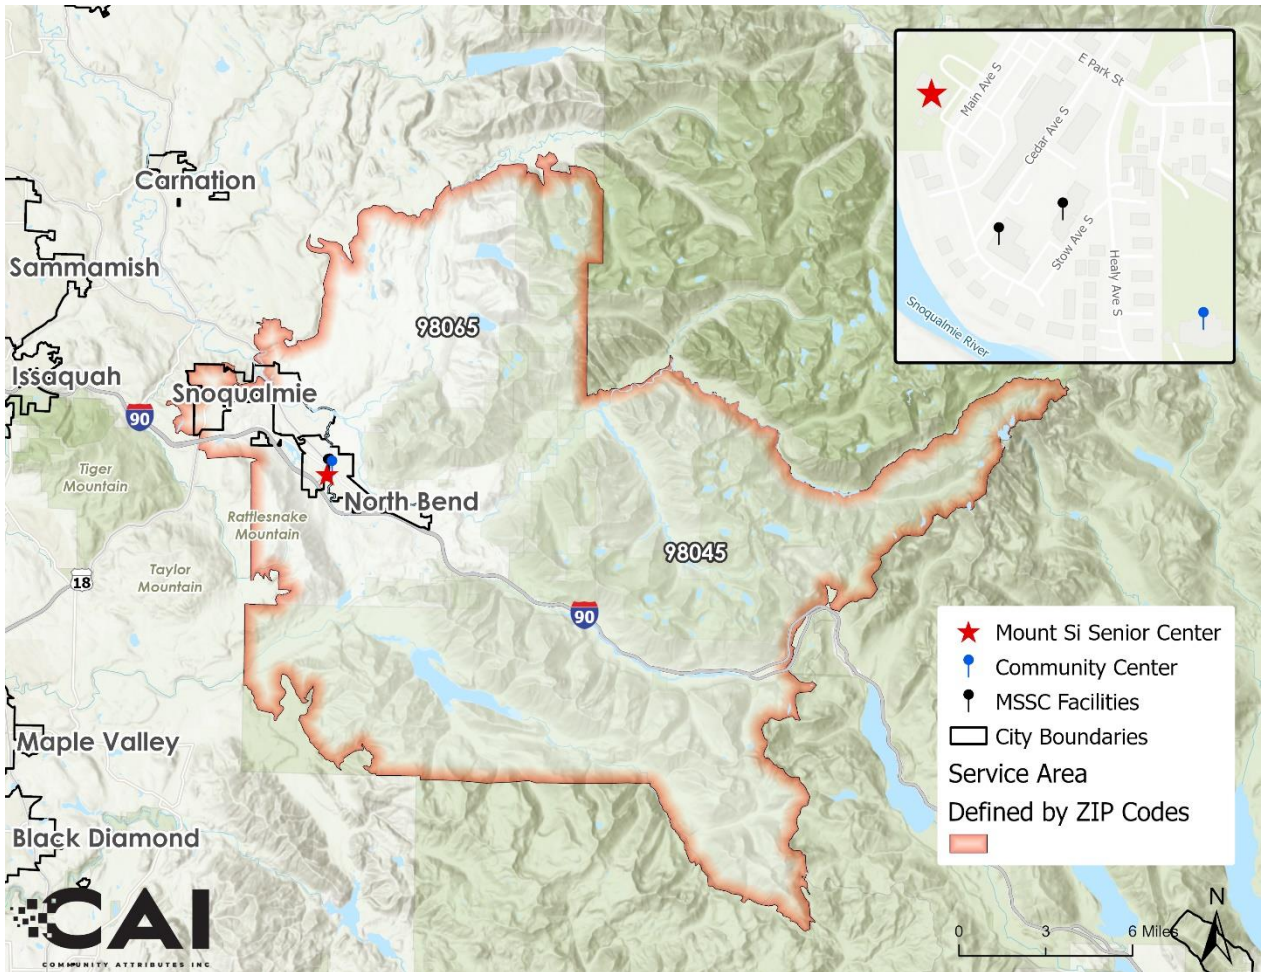 Carnation
Sammamish
98065
Issaquah
Snoqualmie
90
Tiger
Mountain
North Bend
Rattlesnake
Mountain
98045
Taylor
Mountain
18
90
Maple Valley
Black Diamond
E Park St
Main Ave S
Cedar Ave S
Stow Ave S
Healy Ave S
Snoqualmie River
Mount Si Senior Center
Community Center
MSSC Facilities
City Boundaries
Service Area
Defined by ZIP Codes
N
0 3 6 Miles
CAI
COMMUNITY ATTRIBUTES INC